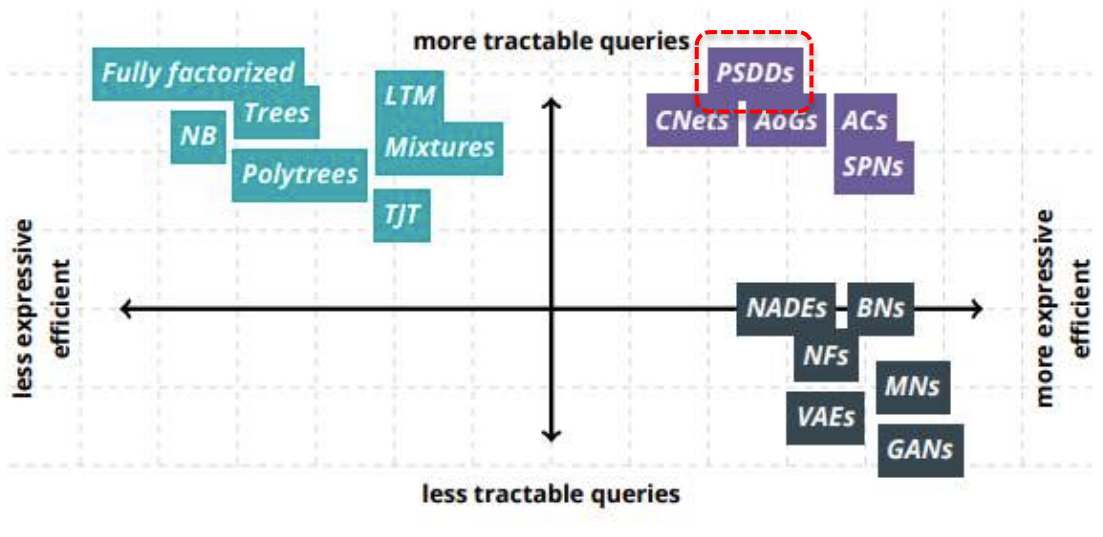 more tractable queries
Fully factorized
PSDDs
LTM
Trees
NB
CNets
AoGs
ACs
Mixtures
Polytrees
SPNs
TJT
less expressive
efficient
more expressive
efficient
NADEs
BNs
NFs
MNs
VAEs
GANs
less tractable queries